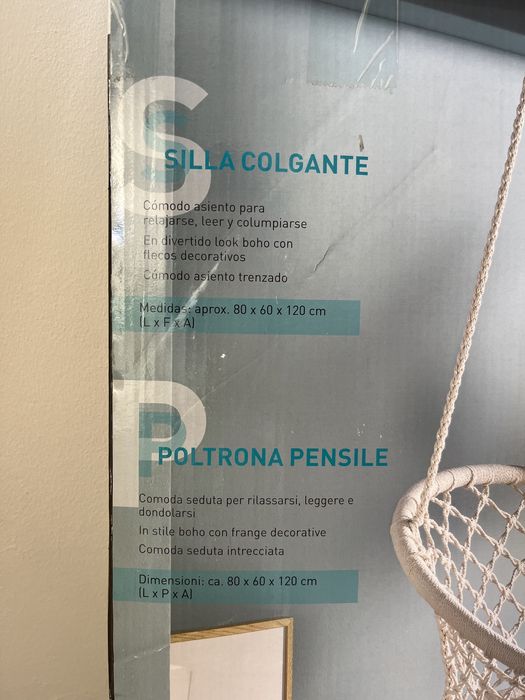 S
SILLA COLGANTE
Cómodo asiento para
relajarse, leer y columpiarse
En divertido look boho con
flecos decorativos
Cómodo asiento trenzado
Medidas: aprox. 80 x 60 x 120 cm
(L x F x A)
P
POLTRONA PENSILE
Comoda seduta per rilassarsi, leggere e
dondolarsi
In stile boho con frange decorative
Comoda seduta intrecciata
Dimensioni: ca. 80 x 60 x 120 cm
(L x P x A)